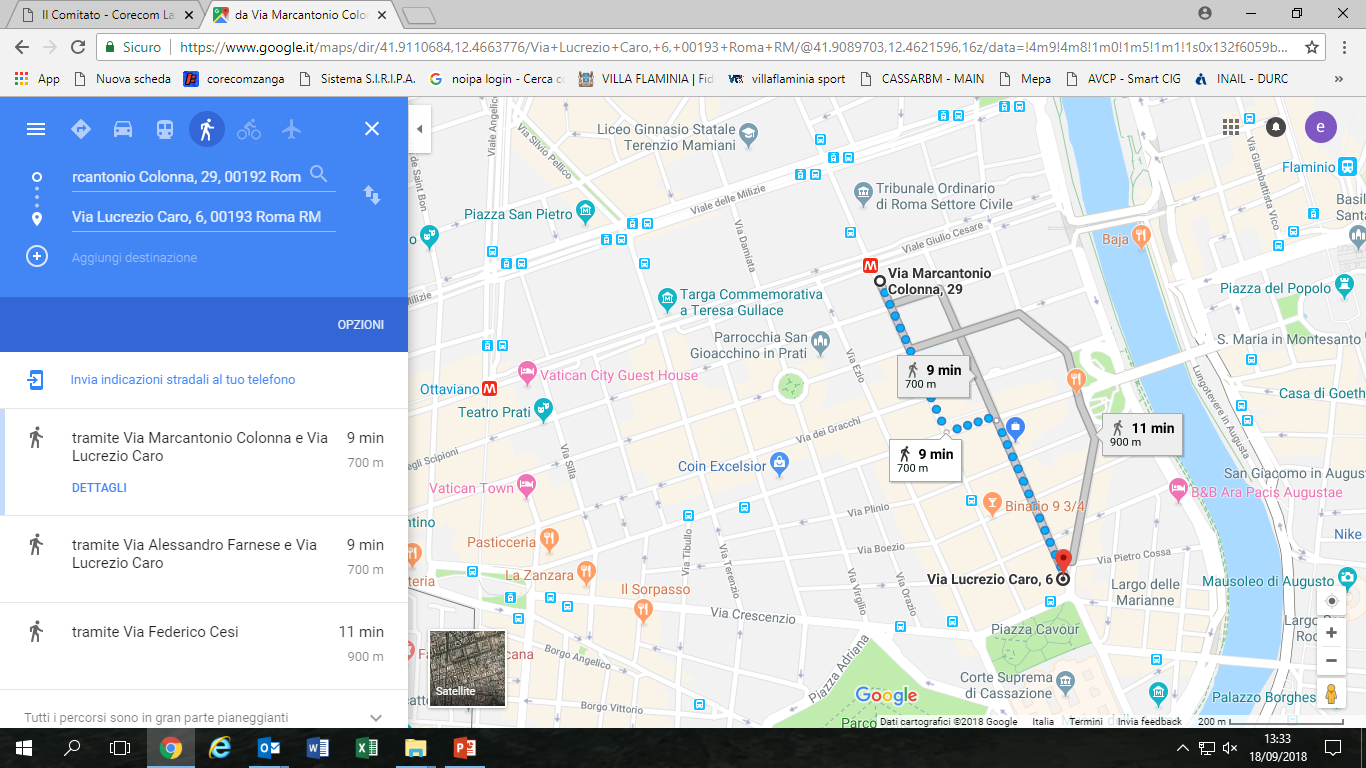 Il Comitato - Corecom La
da Via Marcantonio Colo
Sicuro
https://www.google.it/maps/dir/41.9110684,12.4663776/Via+Lucrezio+Caro,+6,+00193+Roma+RM/@41.9089703,12.4621596,16z/data=!4m9!4m8!1m0!1m5!1m1!1s0x132f6059b...
App
Nuova scheda
corecomzanga
Sistema S.I.R.I.P.A.
noipa login - Cerca c
VILLA FLAMINIA | Fid
villaflaminia sport
CASSARBM - MAIN
Mepa
AVCP - Smart CIG
INAIL - DURC
rcantonio Colonna, 29, 00192 Rom
Via Lucrezio Caro, 6, 00193 Roma RM
Aggiungi destinazione
OPZIONI
Invia indicazioni stradali al tuo telefono
tramite Via Marcantonio Colonna e Via
Lucrezio Caro
9 min
700 m
DETTAGLI
tramite Via Alessandro Farnese e Via
Lucrezio Caro
9 min
700 m
tramite Via Federico Cesi
11 min
900 m
Tutti i percorsi sono in gran parte pianeggianti
Satellite
Viale Angelico
Via Silvio Pellico
Liceo Ginnasio Statale
Terenzio Mamiani
Viale delle Milizie
Tribunale Ordinario
di Roma Settore Civile
Viale Giulio Cesare
Piazza San Pietro
Via Damiata
M
Via Marcantonio
Colonna, 29
Targa Commemorativa
a Teresa Gullace
Parrocchia San
Gioacchino in Prati
Via Ezio
Vatican City Guest House
Ottaviano
M
Teatro Prati
Via dei Gracchi
Via Silla
Coin Excelsior
Vatican Town
9 min
700 m
9 min
700 m
11 min
900 m
Binario 9 3/4
Via Plinio
Via Boezio
Pasticceria
La Zanzara
Il Sorpasso
Via Tibullo
Via Terenzio
Via Virgilio
Via Orazio
Via Crescenzio
Via Lucrezio Caro, 6
Via Pietro Cossa
Largo delle
Marianne
Piazza Cavour
Piazza Adriana
Borgo Angelico
Borgo Vittorio
Corte Suprema
di Cassazione
Flaminio
Via Giambattista Vico
Basil
Santa
Baja
Piazza del Popolo
S. Maria in Montesanto
Lungotevere in Augusta
Casa di Goeth
San Giacomo in August
B&B Ara Pacis Augustae
Nike
Mausoleo di Augusto
Palazzo Borghes
e
Google
Dati cartografici ©2018 Google
Italia
Termini
Invia feedback
200 m
13:33
18/09/2018